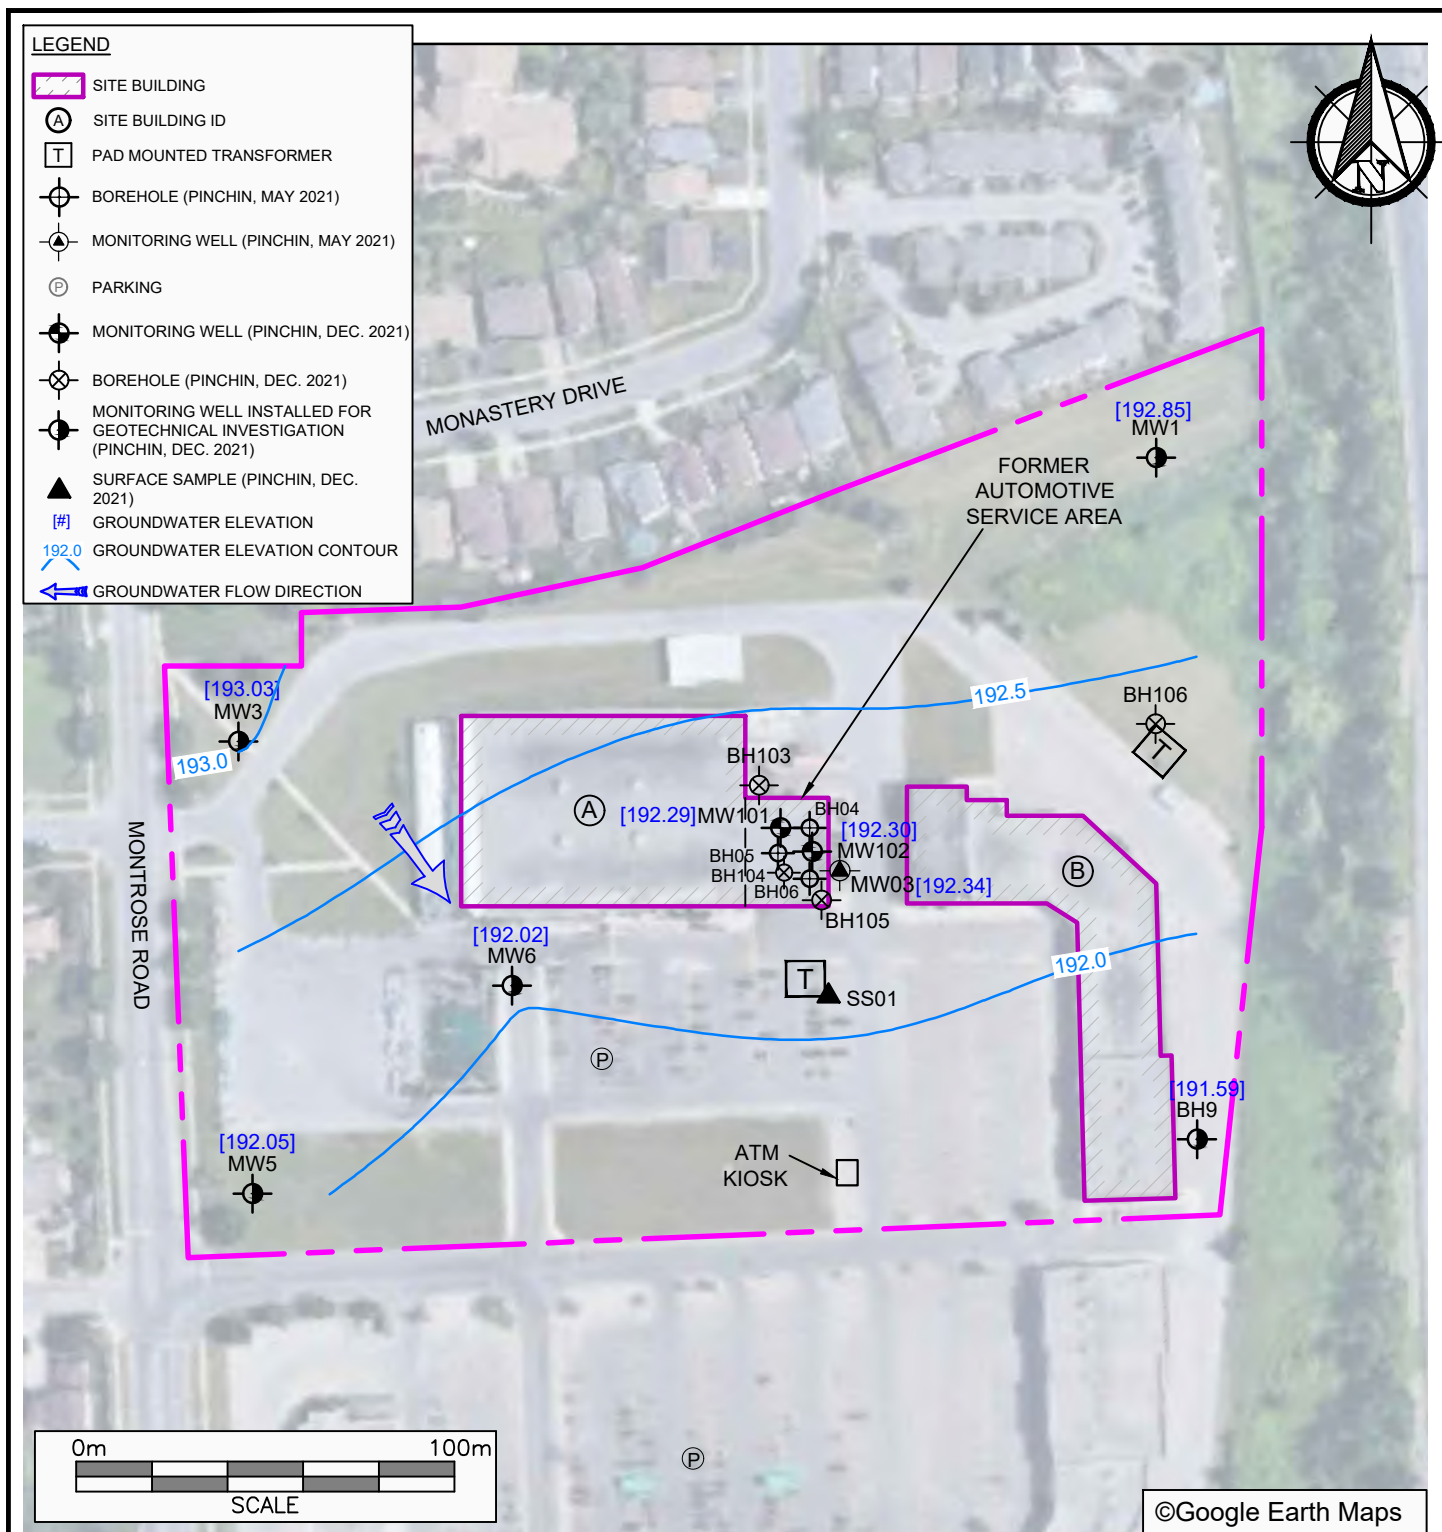 LEGEND
SITE BUILDING
A SITE BUILDING ID
T PAD MOUNTED TRANSFORMER
BOREHOLE (PINCHIN, MAY 2021)
MONITORING WELL (PINCHIN, MAY 2021)
P PARKING
MONITORING WELL (PINCHIN, DEC. 2021)
BOREHOLE (PINCHIN, DEC. 2021)
MONITORING WELL INSTALLED FOR
GEOTECHNICAL INVESTIGATION
(PINCHIN, DEC. 2021)
SURFACE SAMPLE (PINCHIN, DEC.
2021)
[#] GROUNDWATER ELEVATION
192.0 GROUNDWATER ELEVATION CONTOUR
GROUNDWATER FLOW DIRECTION
N
MONASTERY DRIVE
[192.85]
MW1
FORMER
AUTOMOTIVE
SERVICE AREA
[193.03]
MW3
193.0
192.5
BH106
T
BH103
A
[192.29] MW101
BH04
[192.30]
MW102
BH05
BH104
BH06
MW03 [192.34]
BH105
B
MONTROSE ROAD
[192.02]
MW6
192.0
T
SS01
P
[191.59]
BH9
[192.05]
MW5
ATM
KIOSK
P
0m 100m
SCALE
©Google Earth Maps